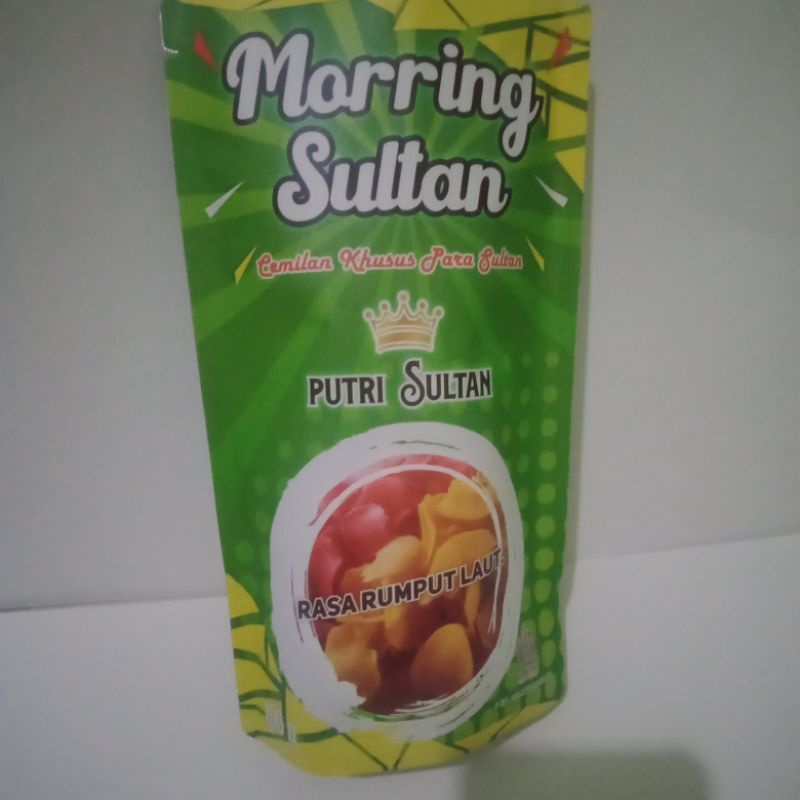 Morring
Sultan
Cemilan Khusus Para Sultan
PUTRI SULTAN
RASA RUMPUT LAUT